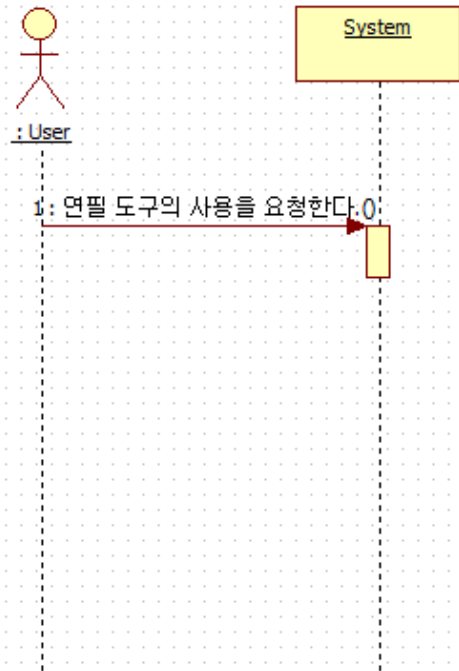 System
: User
1 : 연필 도구의 사용을 요청한다.()